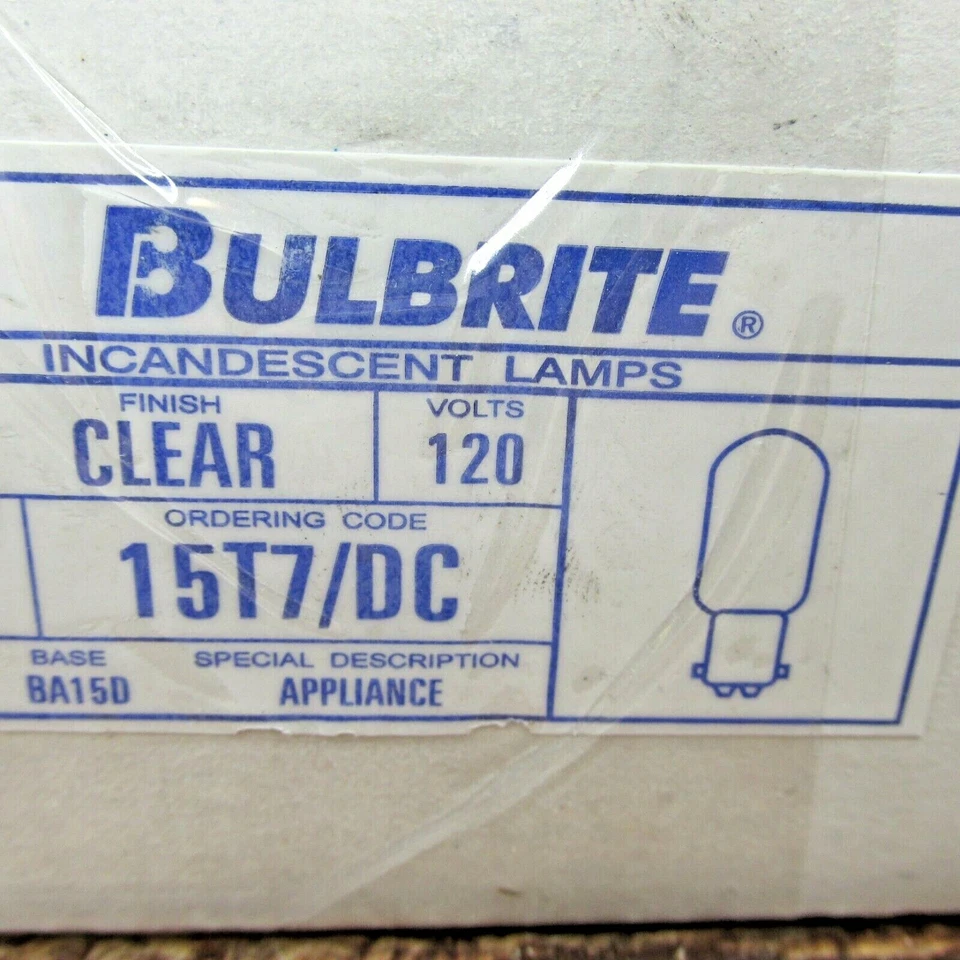 BULBRITE®
INCANDESCENT LAMPS
FINISH VOLTS
CLEAR 120
ORDERING CODE
15T7/DC
BASE SPECIAL DESCRIPTION
BA15D APPLIANCE